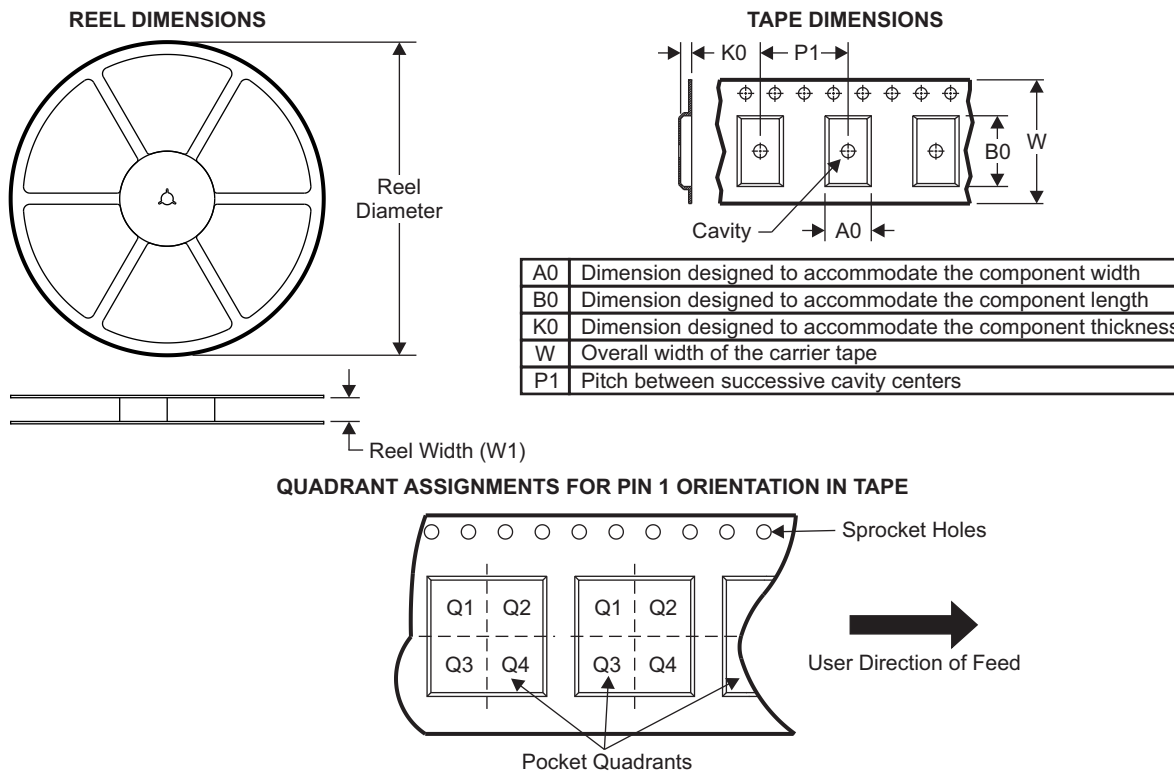 REEL DIMENSIONS
TAPE DIMENSIONS
K0
P1
W
B0
Reel
Diameter
Cavity
A0
A0 Dimension designed to accommodate the component width
B0 Dimension designed to accommodate the component length
K0 Dimension designed to accommodate the component thickness
W Overall width of the carrier tape
P1 Pitch between successive cavity centers
Reel Width (W1)
QUADRANT ASSIGNMENTS FOR PIN 1 ORIENTATION IN TAPE
Sprocket Holes
Q1 Q2 Q1 Q2
Q3 Q4 Q3 Q4
User Direction of Feed
Pocket Quadrants